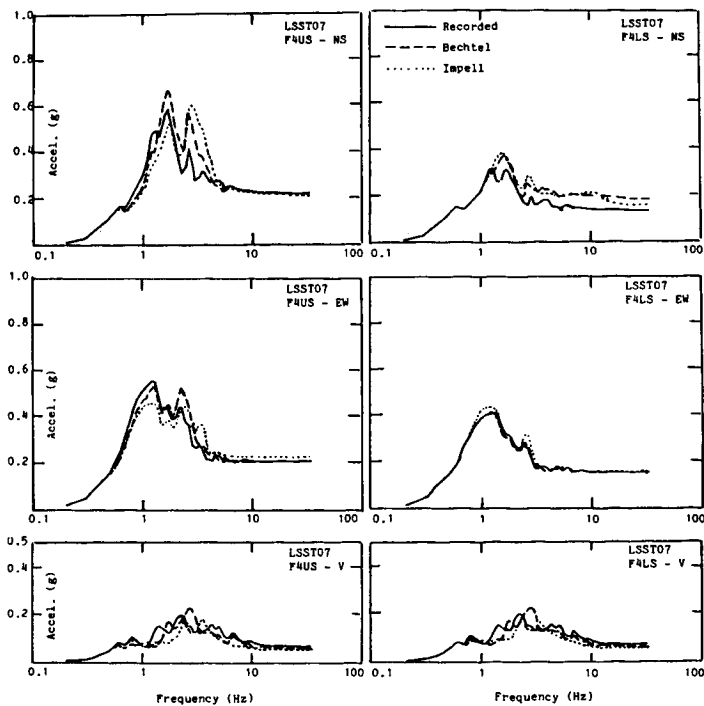 1.0
LSST07
F4US - NS
0.8
0.6
Accel. (g)
0.4
0.2
0.1
1
10
100
Recorded
Bechtel
Impell
LSST07
F4LS - NS
0.1
1
10
100
1.0
LSST07
F4US - EW
0.8
0.6
Accel. (g)
0.4
0.2
0.1
1
10
100
LSST07
F4LS - EW
0.1
1
10
100
0.5
LSST07
F4US - V
Accel. (g)
0.2
0.1
1
10
100
Frequency (Hz)
LSST07
F4LS - V
0.1
1
10
100
Frequency (Hz)